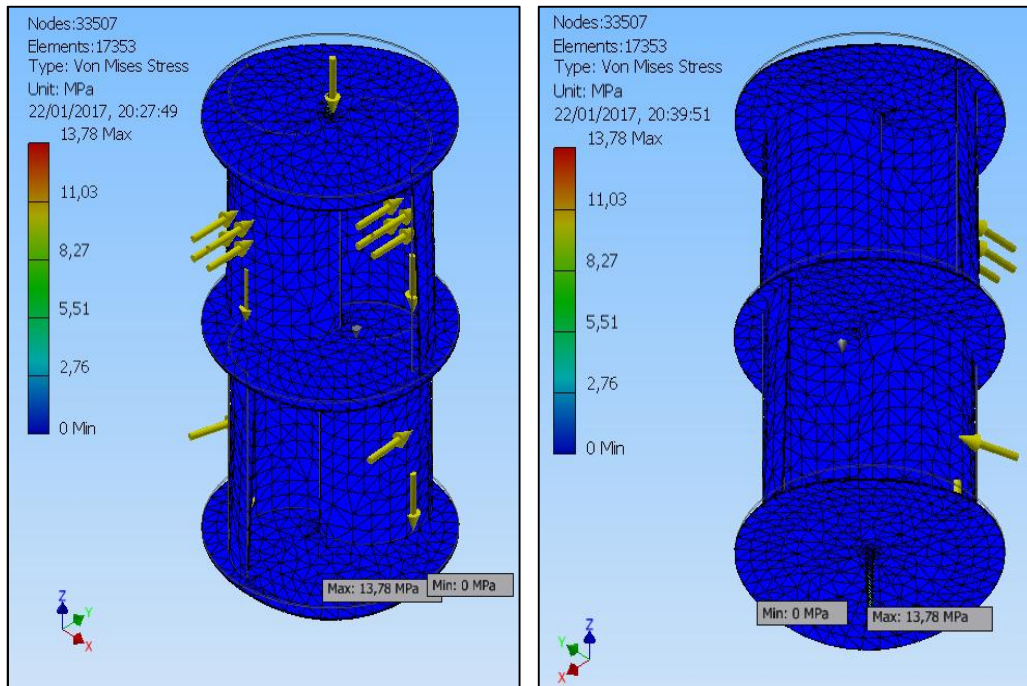 Nodes:33507
Elements:17353
Type: Von Mises Stress
Unit: MPa
22/01/2017, 20:27:49
13,78 Max
11,03
8,27
5,51
2,76
0 Min
Max: 13,78 MPa
Min: 0 MPa
Z
Y
X
Nodes:33507
Elements:17353
Type: Von Mises Stress
Unit: MPa
22/01/2017, 20:39:51
13,78 Max
11,03
8,27
5,51
2,76
0 Min
Min: 0 MPa
Max: 13,78 MPa
Z
Y
X